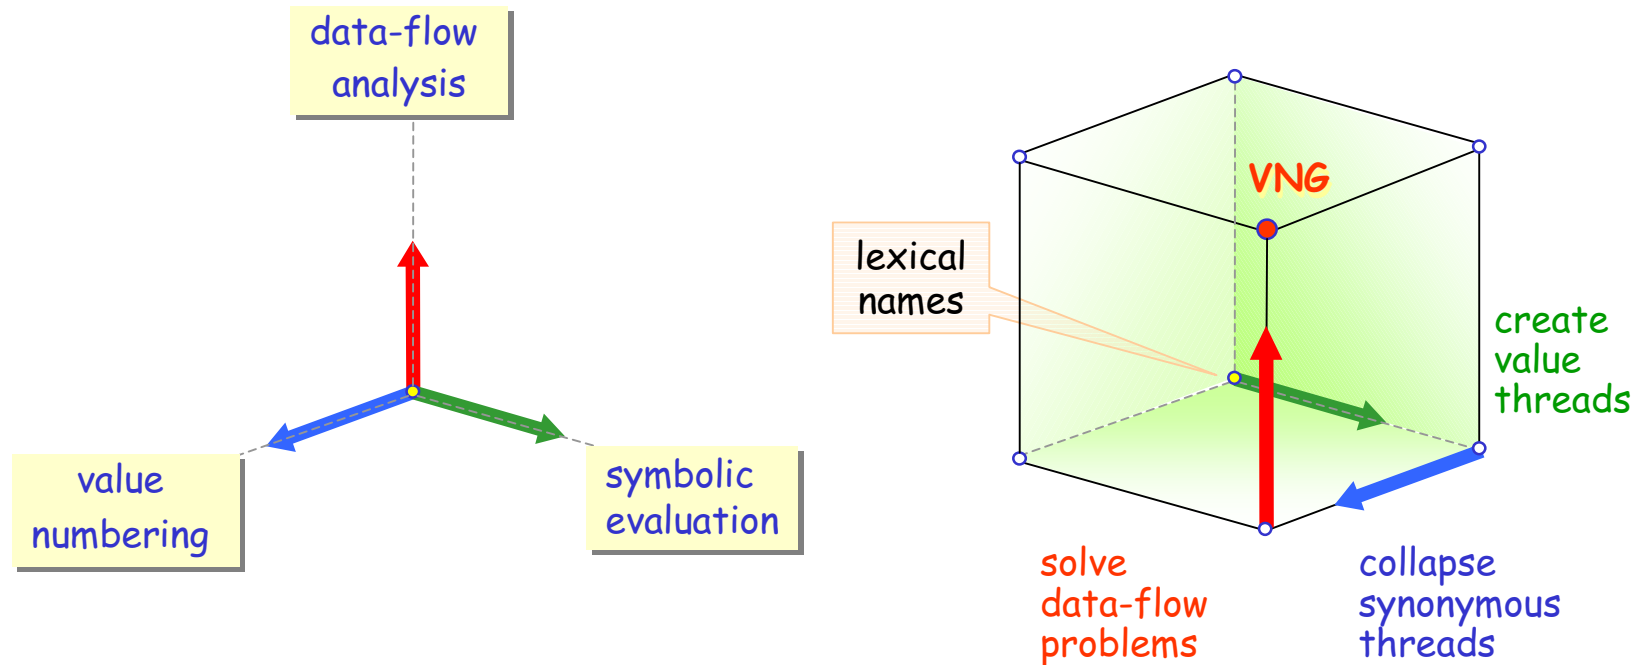 data-flow
analysis
value
numbering
symbolic
evaluation
VNG
lexical
names
create
value
threads
solve
data-flow
problems
collapse
synonymous
threads